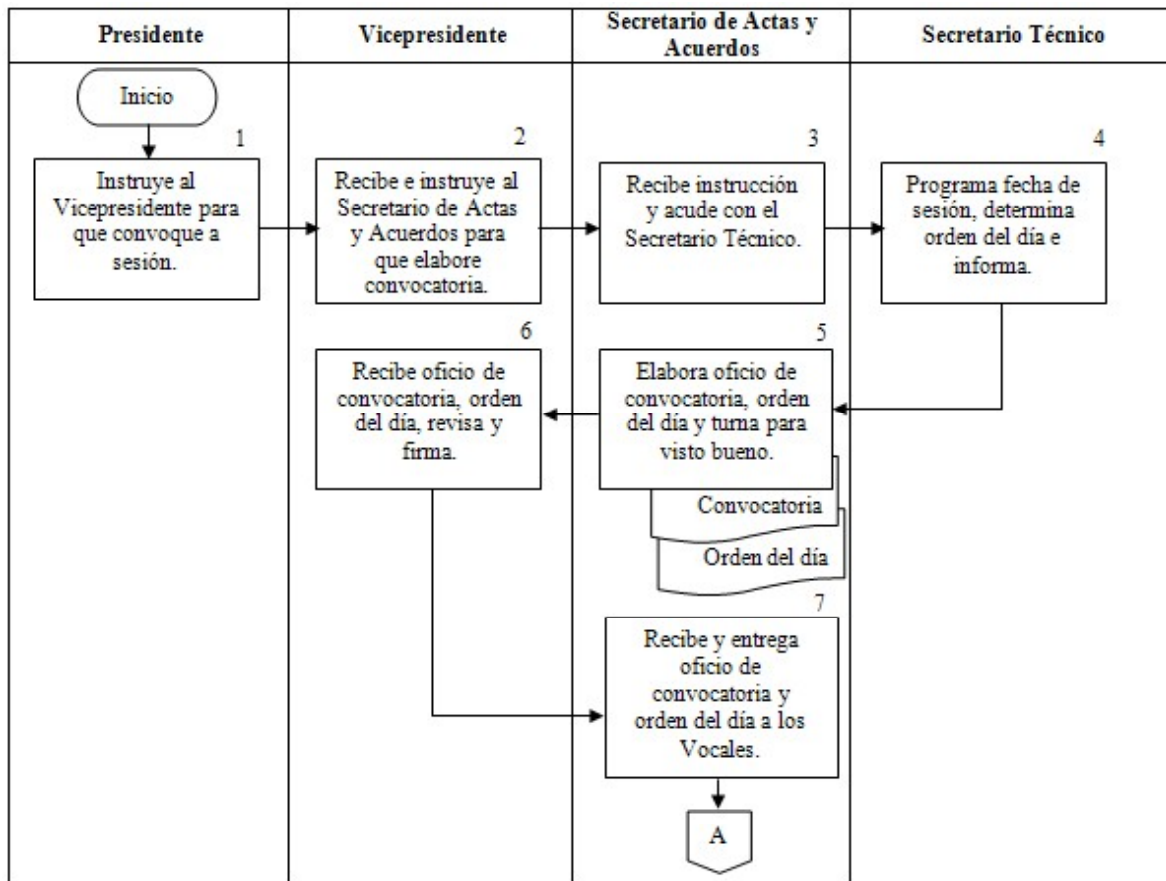 Presidente
Vicepresidente
Secretario de Actas y
Acuerdos
Secretario Técnico
Inicio
1
Instruye al
Vicepresidente para
que convoque a
sesión.
2
Recibe e instruye al
Secretario de Actas
y Acuerdos para
que elabore
convocatoria.
3
Recibe instrucción
y acude con el
Secretario Técnico.
4
Programa fecha de
sesión, determina
orden del día e
informa.
5
Elabora oficio de
convocatoria, orden
del día y turna para
visto bueno.
Convocatoria
Orden del día
6
Recibe oficio de
convocatoria, orden
del día, revisa y
firma.
7
Recibe y entrega
oficio de
convocatoria y
orden del día a los
Vocales.
A